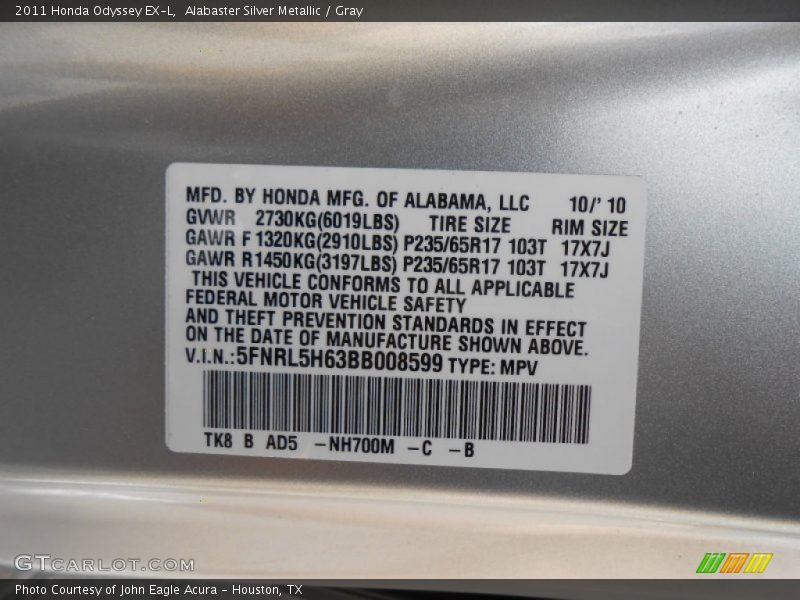 2011 Honda Odyssey EX-L,  Alabaster Silver Metallic / Gray
MFD. BY HONDA MFG. OF ALABAMA, LLC 10/' 10
GVWR 2730KG(6019LBS) TIRE SIZE RIM SIZE
GAWR F 1320KG(2910LBS) P235/65R17 103T 17X7J
GAWR R1450KG(3197LBS) P235/65R17 103T 17X7J
THIS VEHICLE CONFORMS TO ALL APPLICABLE
FEDERAL MOTOR VEHICLE SAFETY
AND THEFT PREVENTION STANDARDS IN EFFECT
ON THE DATE OF MANUFACTURE SHOWN ABOVE.
V.I.N.:5FNRL5H63BB008599 TYPE: MPV
TK8 B AD5 -NH700M -C -B
GTCARLOT.COM
Photo Courtesy of John Eagle Acura - Houston, TX